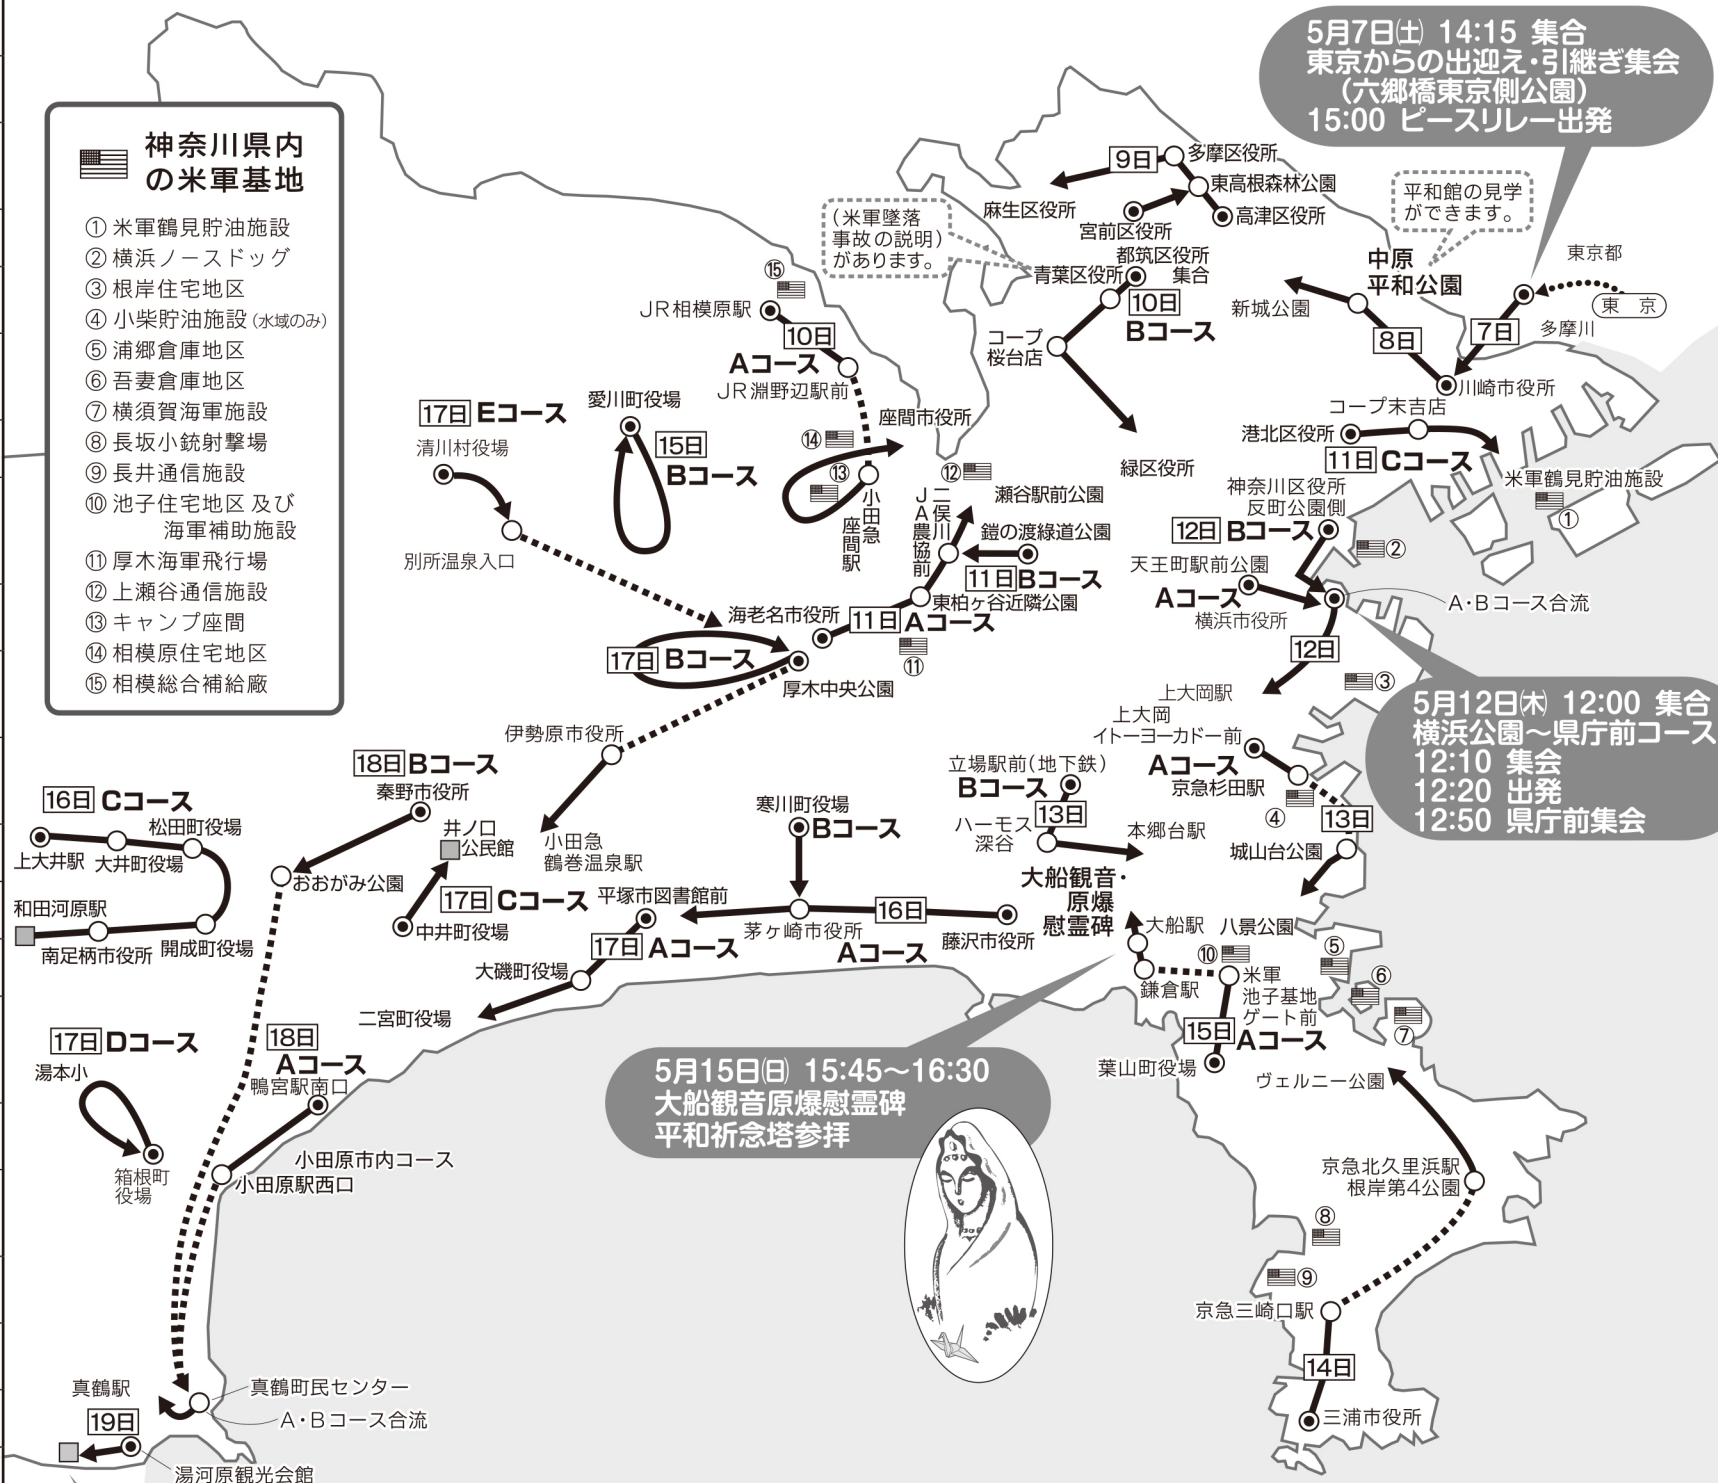 5月7日㈯ 14:15 集合
東京からの出迎え・引継ぎ集会
(六郷橋東京側公園)
15:00 ピースリレー出発
神奈川県内
の米軍基地
① 米軍鶴見貯油施設
② 横浜ノースドッグ
③ 根岸住宅地区
④ 小柴貯油施設(水域のみ)
⑤ 浦郷倉庫地区
⑥ 吾妻倉庫地区
⑦ 横須賀海軍施設
⑧ 長坂小銃射撃場
⑨ 長井通信施設
⑩ 池子住宅地区 及び
海軍補助施設
⑪ 厚木海軍飛行場
⑫ 上瀬谷通信施設
⑬ キャンプ座間
⑭ 相模原住宅地区
⑮ 相模総合補給廠
9日
多摩区役所
東高根森林公園
高津区役所
麻生区役所
宮前区役所
平和館の見学
ができます。
(米軍墜落
事故の説明)
があります。
都筑区役所
集合
青葉区役所
10日
Bコース
コープ
桜台店
緑区役所
中原
平和公園
新城公園
8日
東京都
東 京
多摩川
7日
川崎市役所
⑮
JR相模原駅
10日
Aコース
JR淵野辺駅前
座間市役所
⑭
⑬
小田急
座間駅
17日 Eコース
清川村役場
別所温泉入口
愛川町役場
15日
Bコース
コープ末吉店
港北区役所
11日 Cコース
米軍鶴見貯油施設
①
⑫
瀬谷駅前公園
二俣川
JA農協前
鎧の渡緑道公園
11日 Bコース
東柏ヶ谷近隣公園
海老名市役所
11日 Aコース
⑪
神奈川区役所
反町公園側
12日 Bコース
②
天王町駅前公園
Aコース
横浜市役所
A・Bコース合流
12日
上大岡駅
③
17日 Bコース
厚木中央公園
伊勢原市役所
小田急
鶴巻温泉駅
5月12日㈭ 12:00 集合
横浜公園〜県庁前コース
12:10 集会
12:20 出発
12:50 県庁前集会
上大岡
イトーヨーカドー前
Aコース
京急杉田駅
④
13日
城山台公園
八景公園
立場駅前(地下鉄)
Bコース
13日
ハーモス
深谷
本郷台駅
18日 Bコース
秦野市役所
おおがみ公園
井ノ口
公民館
17日 Cコース
中井町役場
16日 Cコース
上大井駅
大井町役場
松田町役場
和田河原駅
南足柄市役所
開成町役場
寒川町役場
Bコース
平塚市図書館前
17日 Aコース
大磯町役場
二宮町役場
茅ヶ崎市役所
16日
Aコース
藤沢市役所
大船観音・
原爆
慰霊碑
大船駅
鎌倉駅
⑩
米軍
池子基地
ゲート前
15日 Aコース
葉山町役場
⑤
⑥
⑦
ヴェルニー公園
5月15日㈰ 15:45〜16:30
大船観音原爆慰霊碑
平和祈念塔参拝
17日 Dコース
湯本小
箱根町
役場
18日
Aコース
鴨宮駅南口
小田原市内コース
小田原駅西口
京急北久里浜駅
根岸第4公園
⑧
⑨
京急三崎口駅
14日
三浦市役所
真鶴駅
真鶴町民センター
A・Bコース合流
19日
湯河原観光会館